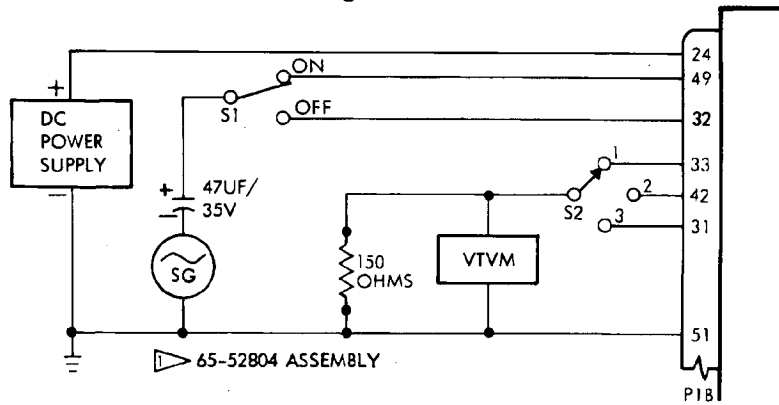 24
ON
49
+
S1
DC
POWER
SUPPLY
OFF
32
1
33
+
47UF/
35V
–
–
S2
2
42
3
31
SG
150
OHMS
VTVM
51
1 65-52804 ASSEMBLY
P1B